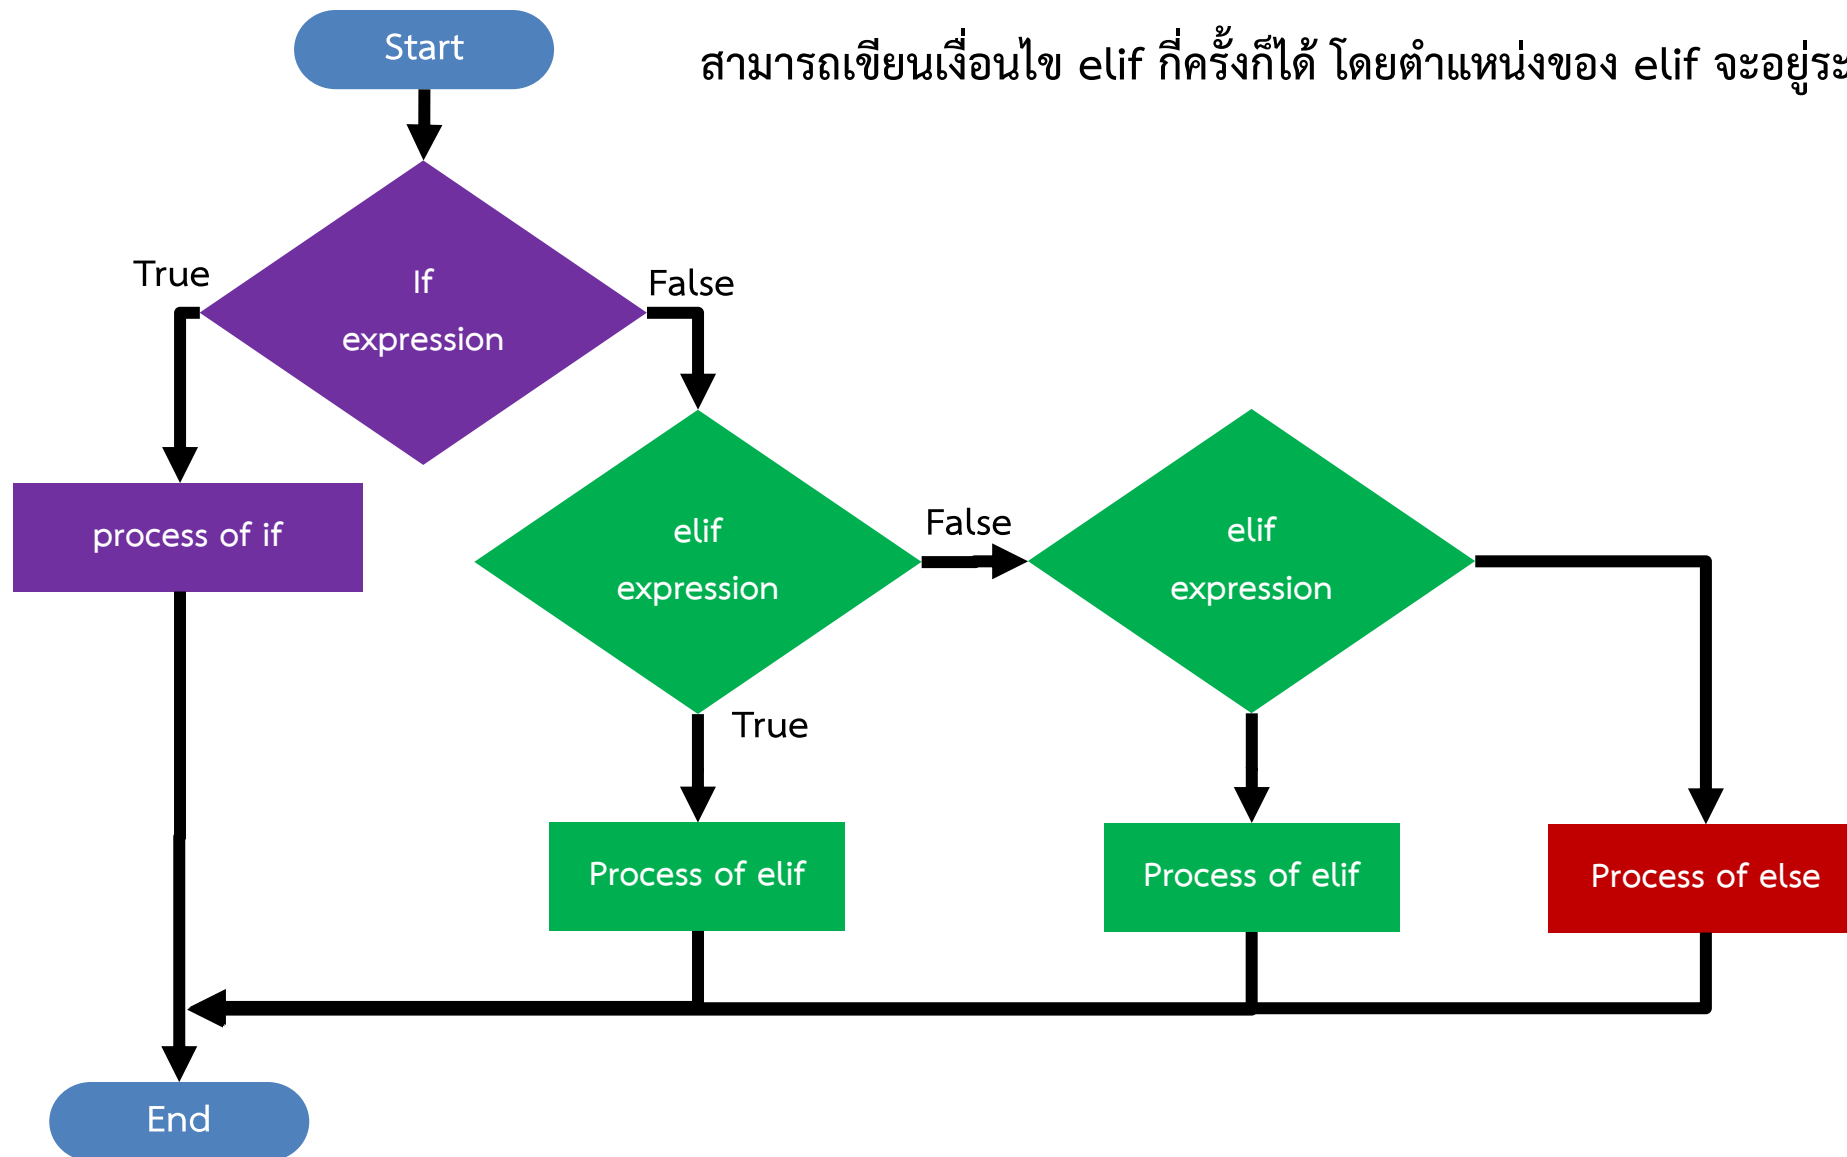 Start
สามารถเขียนเงื่อนไข elif กี่ครั้งก็ได้ โดยตำแหน่งของ elif จะอยู่ระ
True
If
expression
False
process of if
elif
expression
False
elif
expression
True
Process of elif
Process of elif
Process of else
End